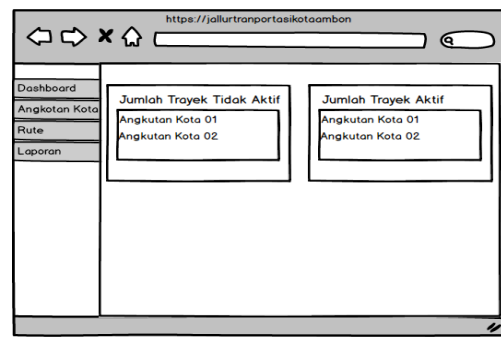 https://jallurtranportasikotaambon
Dashboard
Angkotan Kota
Rute
Laporan
Jumlah Trayek Tidak Aktif
Angkutan Kota 01
Angkutan Kota 02
Jumlah Trayek Aktif
Angkutan Kota 01
Angkutan Kota 02